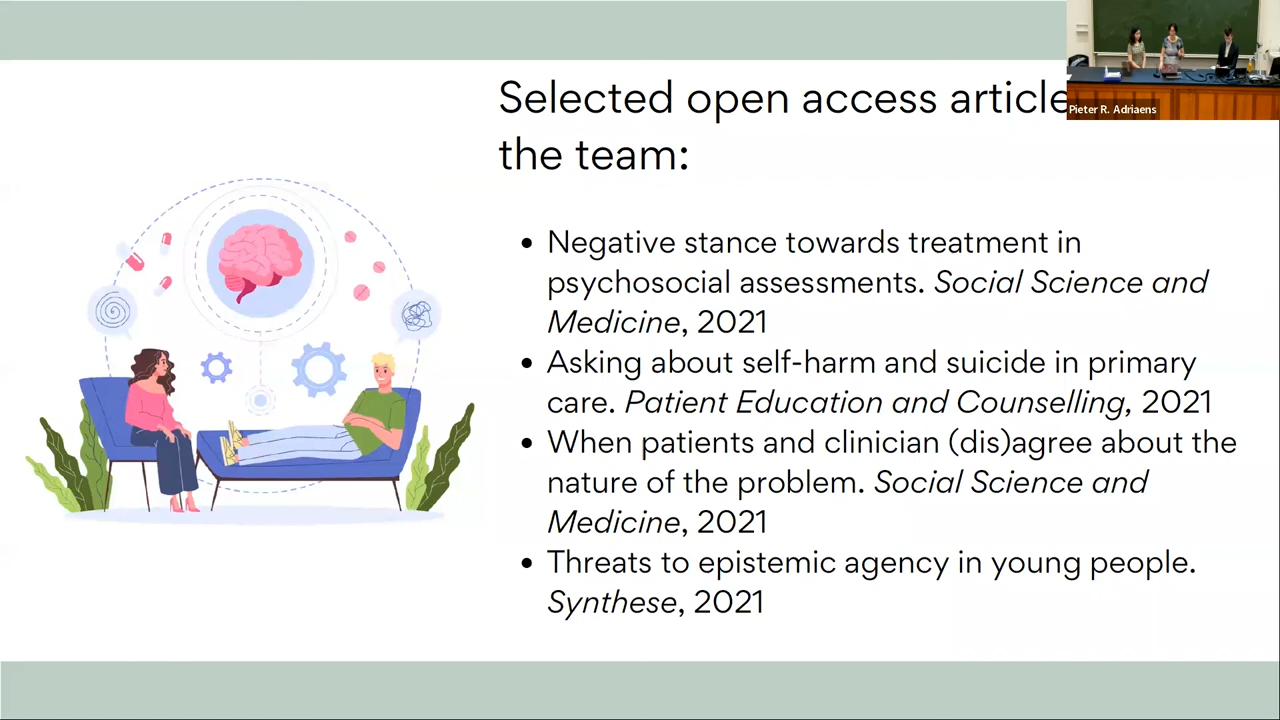 Selected open access article
the team:
Pieter R. Adriaens
• Negative stance towards treatment in
psychosocial assessments. Social Science and
Medicine, 2021
• Asking about self-harm and suicide in primary
care. Patient Education and Counselling, 2021
• When patients and clinician (dis)agree about the
nature of the problem. Social Science and
Medicine, 2021
• Threats to epistemic agency in young people.
Synthese, 2021